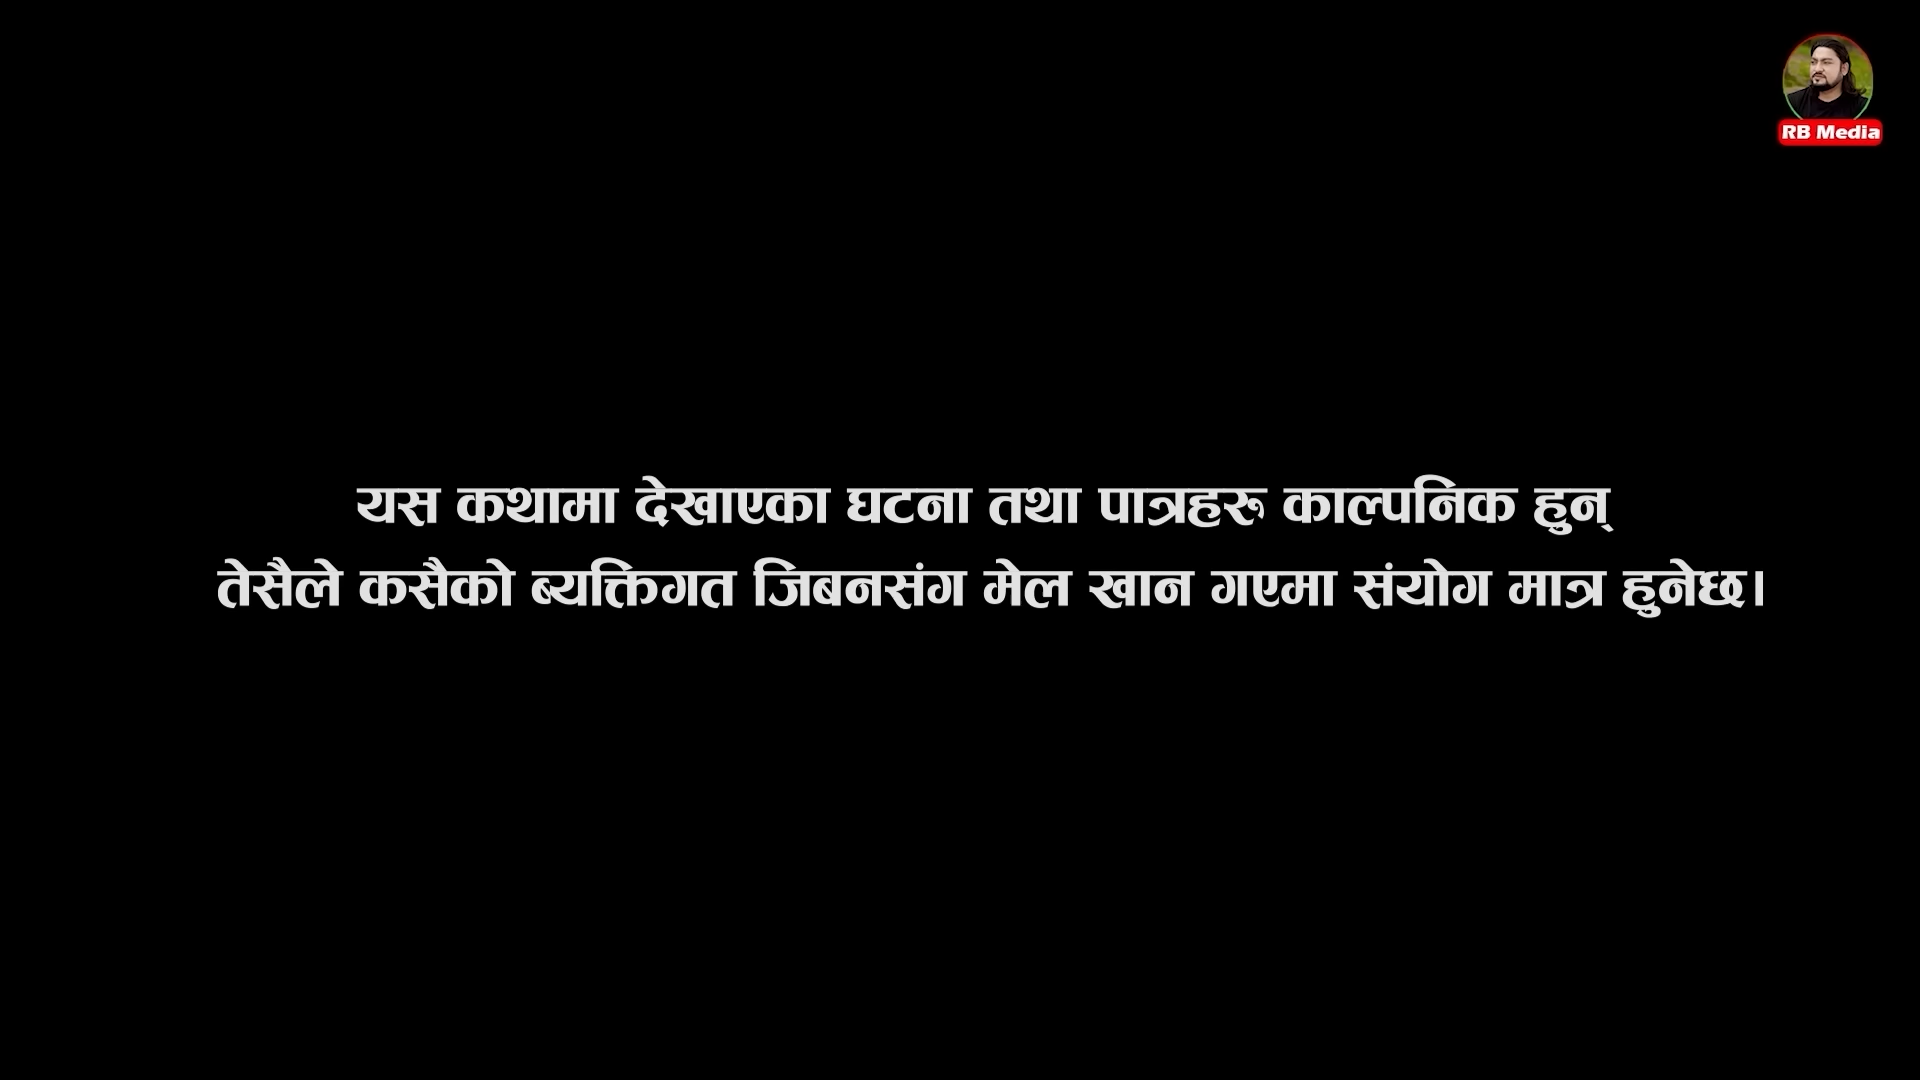 RB Media
यस कथामा देखाएका घटना तथा पात्रहरु काल्पनिक हुन्
तेसैले कसैको ब्यक्तिगत जिबनसंग मेल खान गएमा संयोग मात्र हुनेछ।